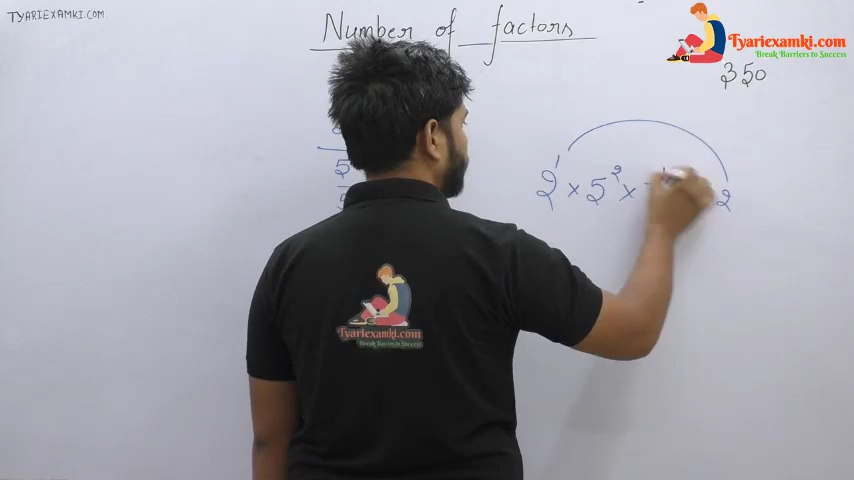 TYARIEXAMKI.COM
Number of factors
Tyariexamki.com
Break Barriers to Success
350
2¹ × 5² ×
2
5
Tyariexamki.com
Break Barriers to Success